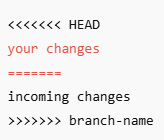 <<<<<<< HEAD
your changes
=======
incoming changes
>>>>>>> branch-name